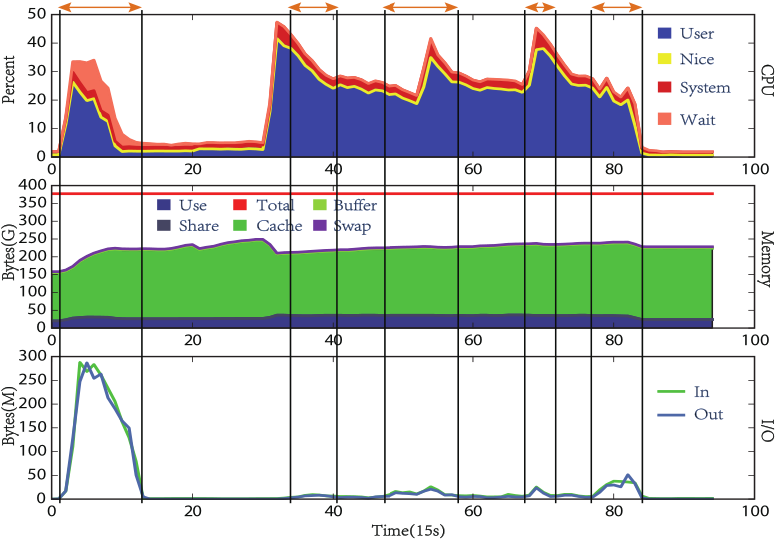 50
40
30
20
10
0
Percent
User
Nice
System
Wait
CPU
0 20 40 60 80 100
400
350
300
250
200
150
100
50
0
Bytes(G)
Use Total Buffer
Share Cache Swap
Memory
0 20 40 60 80 100
300
250
200
150
100
50
0
Bytes(M)
In
Out
I/O
0 20 40 60 80 100
Time(15s)